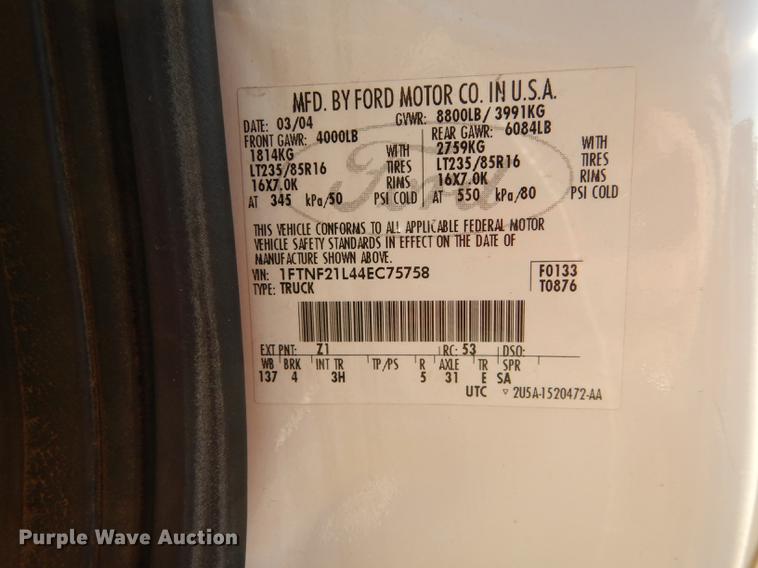 MFD. BY FORD MOTOR CO. IN U.S.A.
DATE: 03/04 GVWR: 8800LB/ 3991KG
FRONT GAWR: 4000LB REAR GAWR: 6084LB
1814KG WITH 2759KG WITH
LT235/85R16 TIRES LT235/85R16 TIRES
16X7.0K RIMS 16X7.0K RIMS
AT 345 kPa/50 PSI COLD AT 550 kPa/80 PSI COLD
Ford
THIS VEHICLE CONFORMS TO ALL APPLICABLE FEDERAL MOTOR
VEHICLE SAFETY STANDARDS IN EFFECT ON THE DATE OF
MANUFACTURE SHOWN ABOVE.
VIN: 1FTNF21L44EC75758 F0133
TYPE: TRUCK T0876
EXT PNT: Z1 RC: 53 DSO:
WB BRK INT TR TP/PS R AXLE TR SPR
137 4 3H 5 31 E SA
UTC 2U5A-1520472-AA
Purple Wave Auction